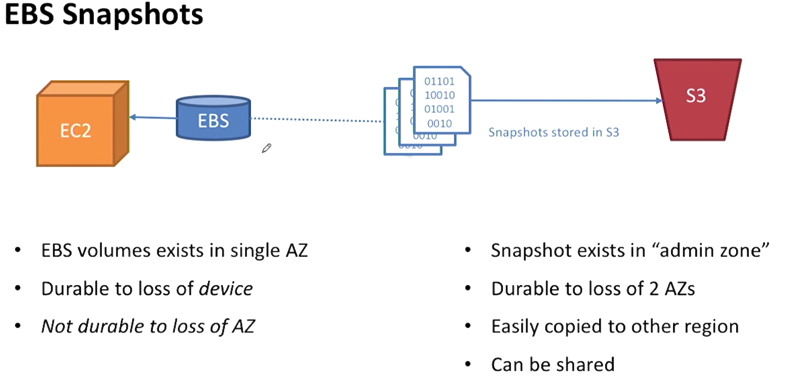 EBS Snapshots
EC2
EBS
01101
10010
01001
0010
0010
0010
Snapshots stored in S3
S3
• EBS volumes exists in single AZ
• Durable to loss of device
• Not durable to loss of AZ
• Snapshot exists in “admin zone”
• Durable to loss of 2 AZs
• Easily copied to other region
• Can be shared